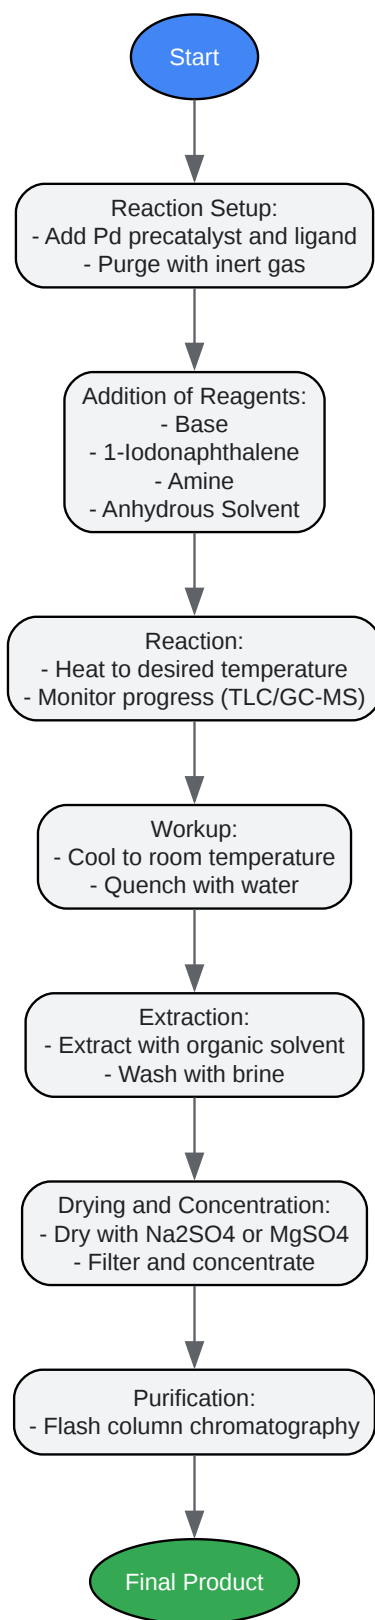 Start
Reaction Setup:
- Add Pd precatalyst and ligand
- Purge with inert gas
Addition of Reagents:
- Base
- 1-Iodonaphthalene
- Amine
- Anhydrous Solvent
Reaction:
- Heat to desired temperature
- Monitor progress (TLC/GC-MS)
Workup:
- Cool to room temperature
- Quench with water
Extraction:
- Extract with organic solvent
- Wash with brine
Drying and Concentration:
- Dry with Na2SO4 or MgSO4
- Filter and concentrate
Purification:
- Flash column chromatography
Final Product